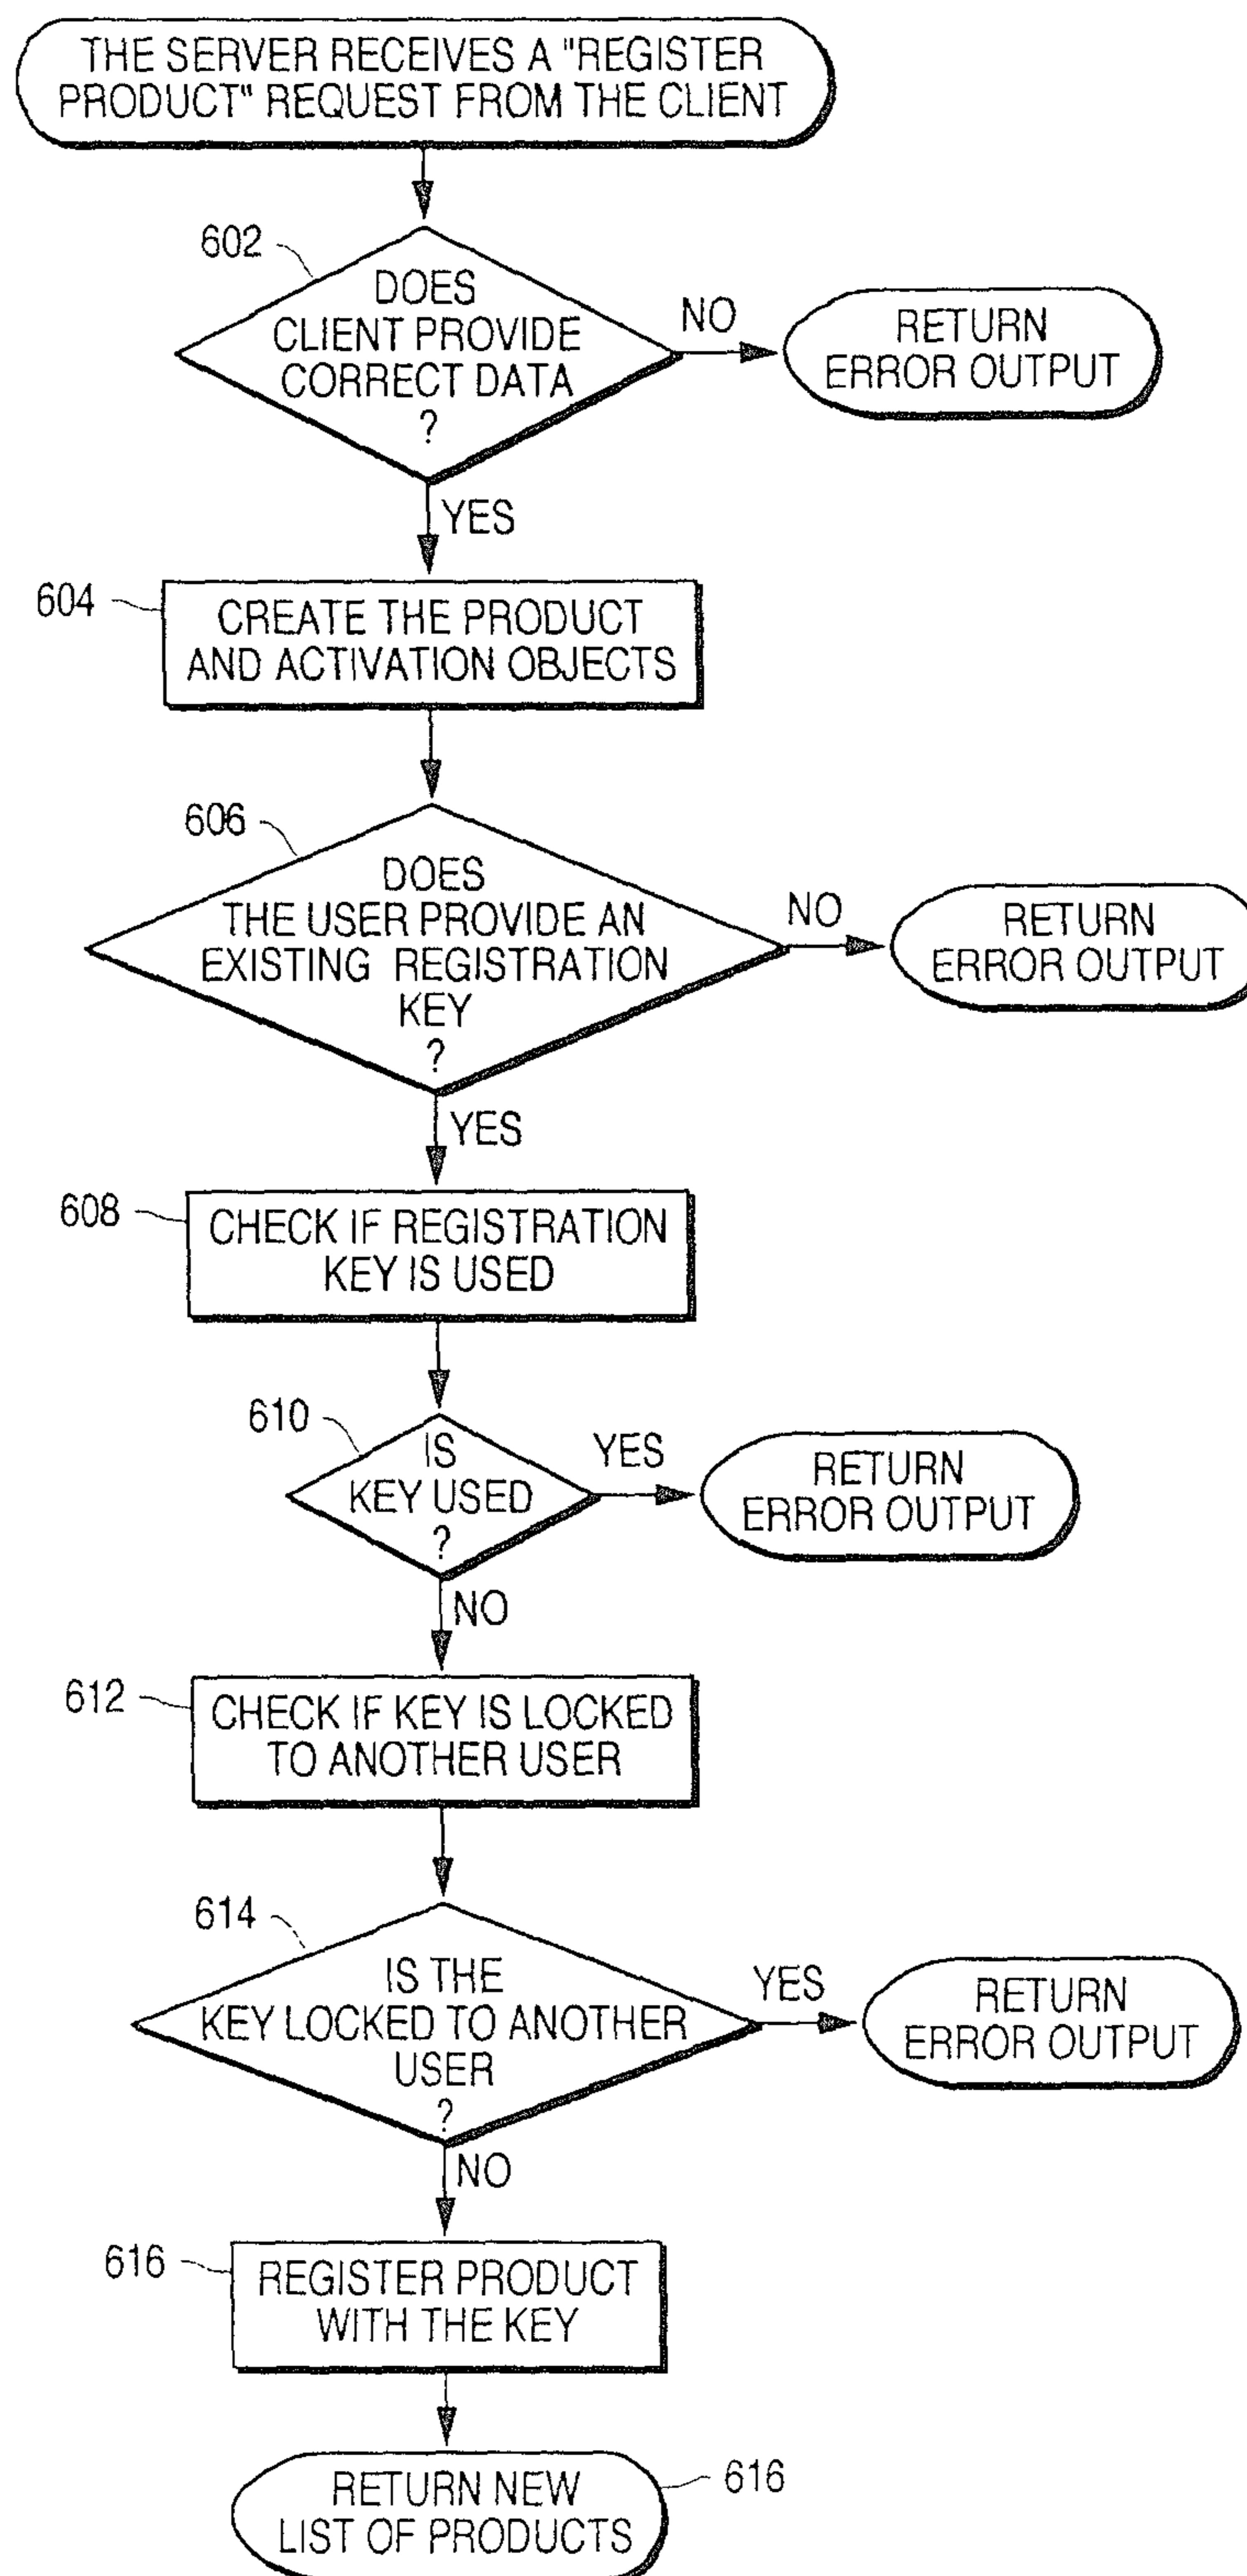 THE SERVER RECEIVES A "REGISTER
PRODUCT" REQUEST FROM THE CLIENT
602
DOES
CLIENT PROVIDE
CORRECT DATA
?
NO
RETURN
ERROR OUTPUT
YES
604
CREATE THE PRODUCT
AND ACTIVATION OBJECTS
606
DOES
THE USER PROVIDE AN
EXISTING REGISTRATION
KEY
?
NO
RETURN
ERROR OUTPUT
YES
608
CHECK IF REGISTRATION
KEY IS USED
610
IS
KEY USED
?
YES
RETURN
ERROR OUTPUT
NO
612
CHECK IF KEY IS LOCKED
TO ANOTHER USER
614
IS THE
KEY LOCKED TO ANOTHER
USER
?
YES
RETURN
ERROR OUTPUT
NO
616
REGISTER PRODUCT
WITH THE KEY
RETURN NEW
LIST OF PRODUCTS
616